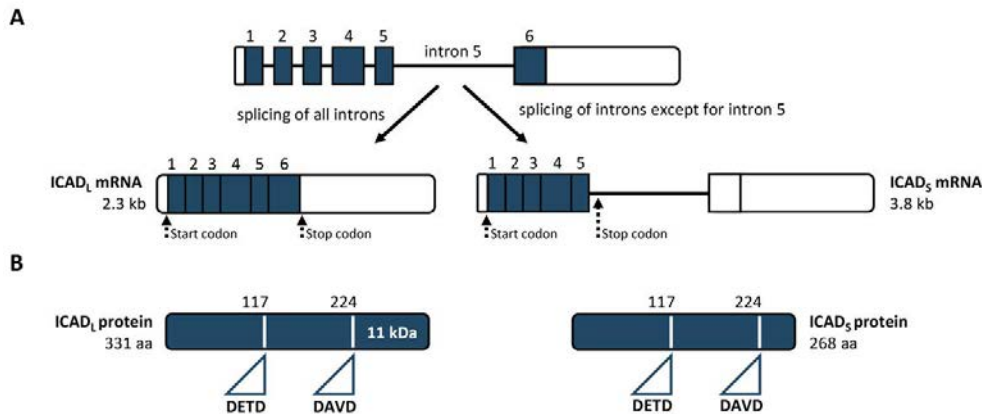 A
1 2 3 4 5 intron 5 6
splicing of all introns
splicing of introns except for intron 5
1 2 3 4 5 6
ICADL mRNA
2.3 kb
Start codon
Stop codon
1 2 3 4 5
ICADS mRNA
3.8 kb
Start codon
Stop codon
B
117 224
ICADL protein
331 aa
11 kDa
DETD DAVD
117 224
ICADS protein
268 aa
DETD DAVD